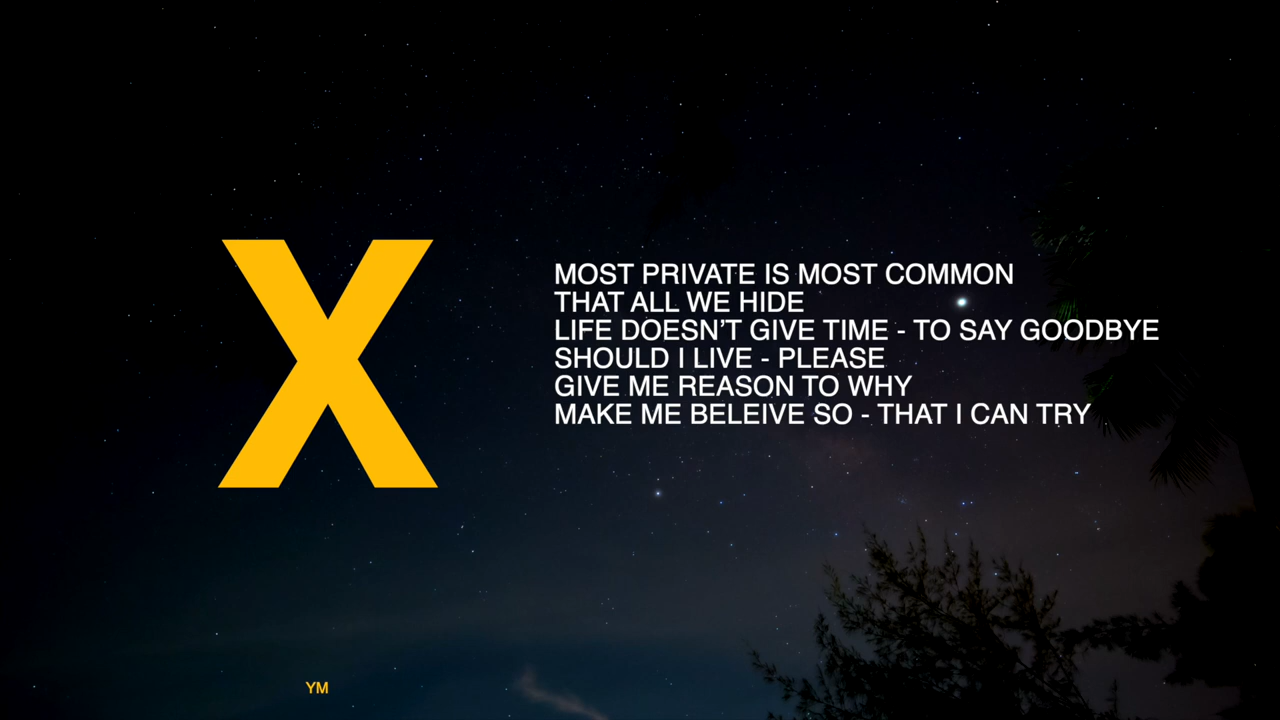 X
MOST PRIVATE IS MOST COMMON
THAT ALL WE HIDE
LIFE DOESN’T GIVE TIME - TO SAY GOODBYE
SHOULD I LIVE - PLEASE
GIVE ME REASON TO WHY
MAKE ME BELEIVE SO - THAT I CAN TRY
YM